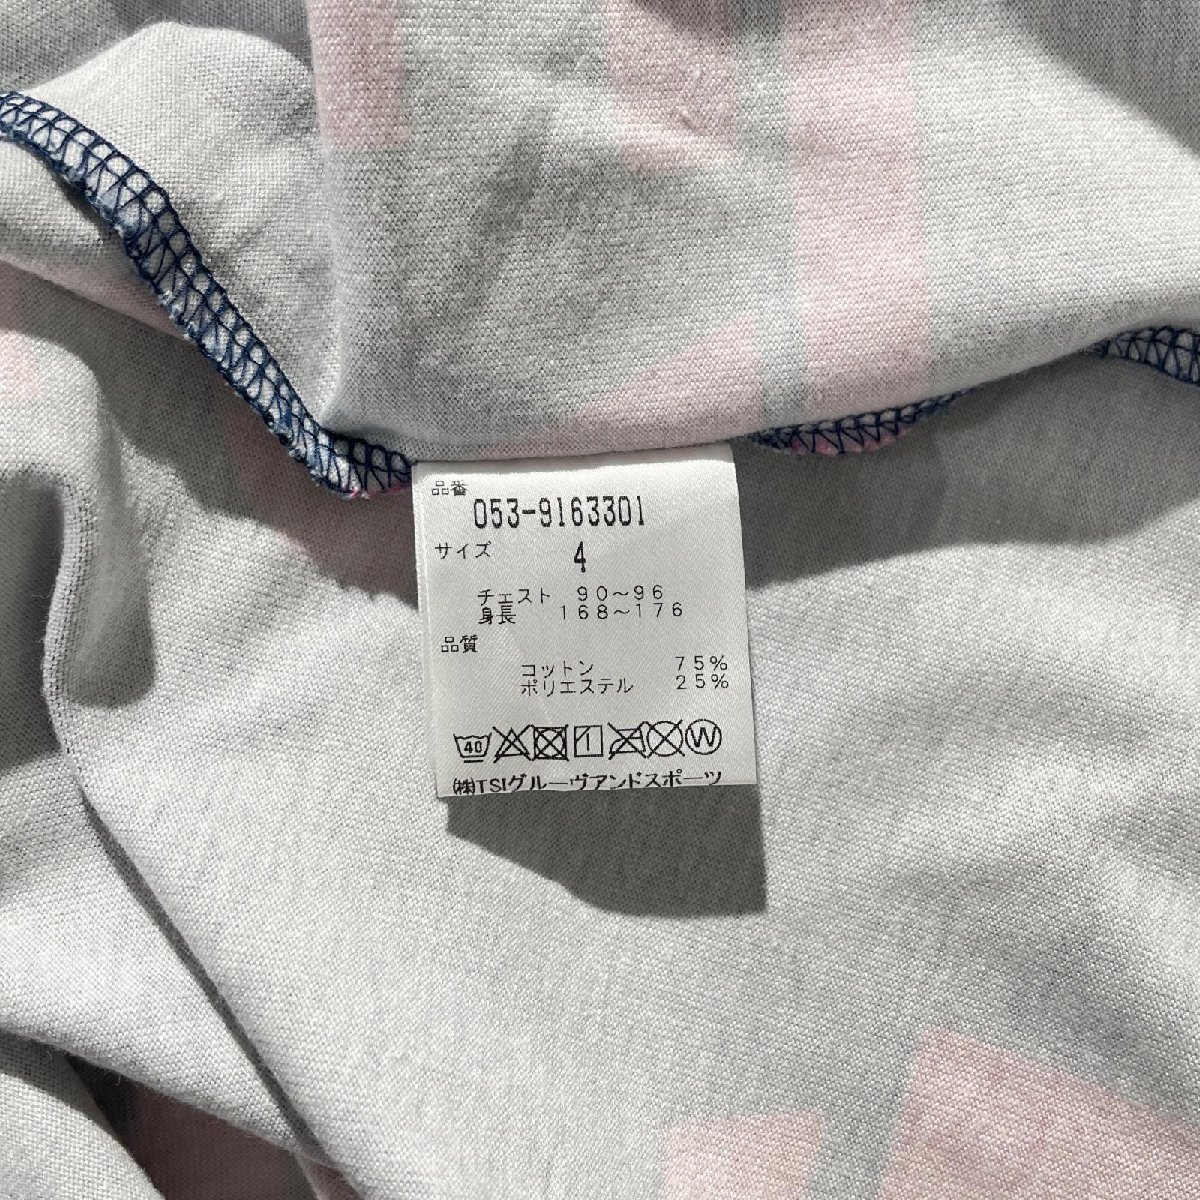 品番
053-9163301
サイズ 4
チェスト 90～96
身長 168～176
品質
コットン 75%
ポリエステル 25%
40 1 W
㈱TSIグルーヴアンドスポーツ